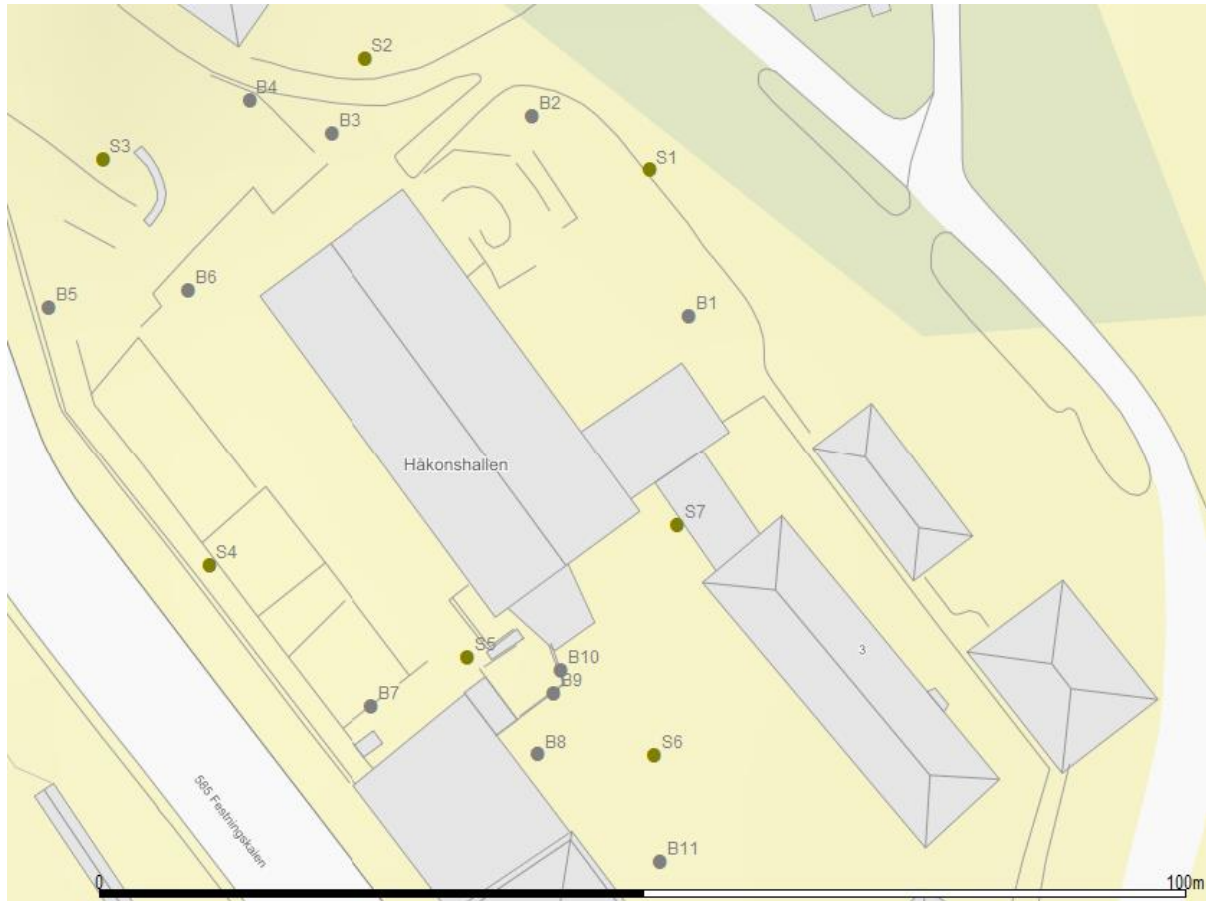 S2
B4
B2
B3
S3
S1
B6
B5
B1
Håkonshallen
S7
S4
3
S5
B10
B9
B7
B8
S6
585 Festningskaien
B11
0
100m